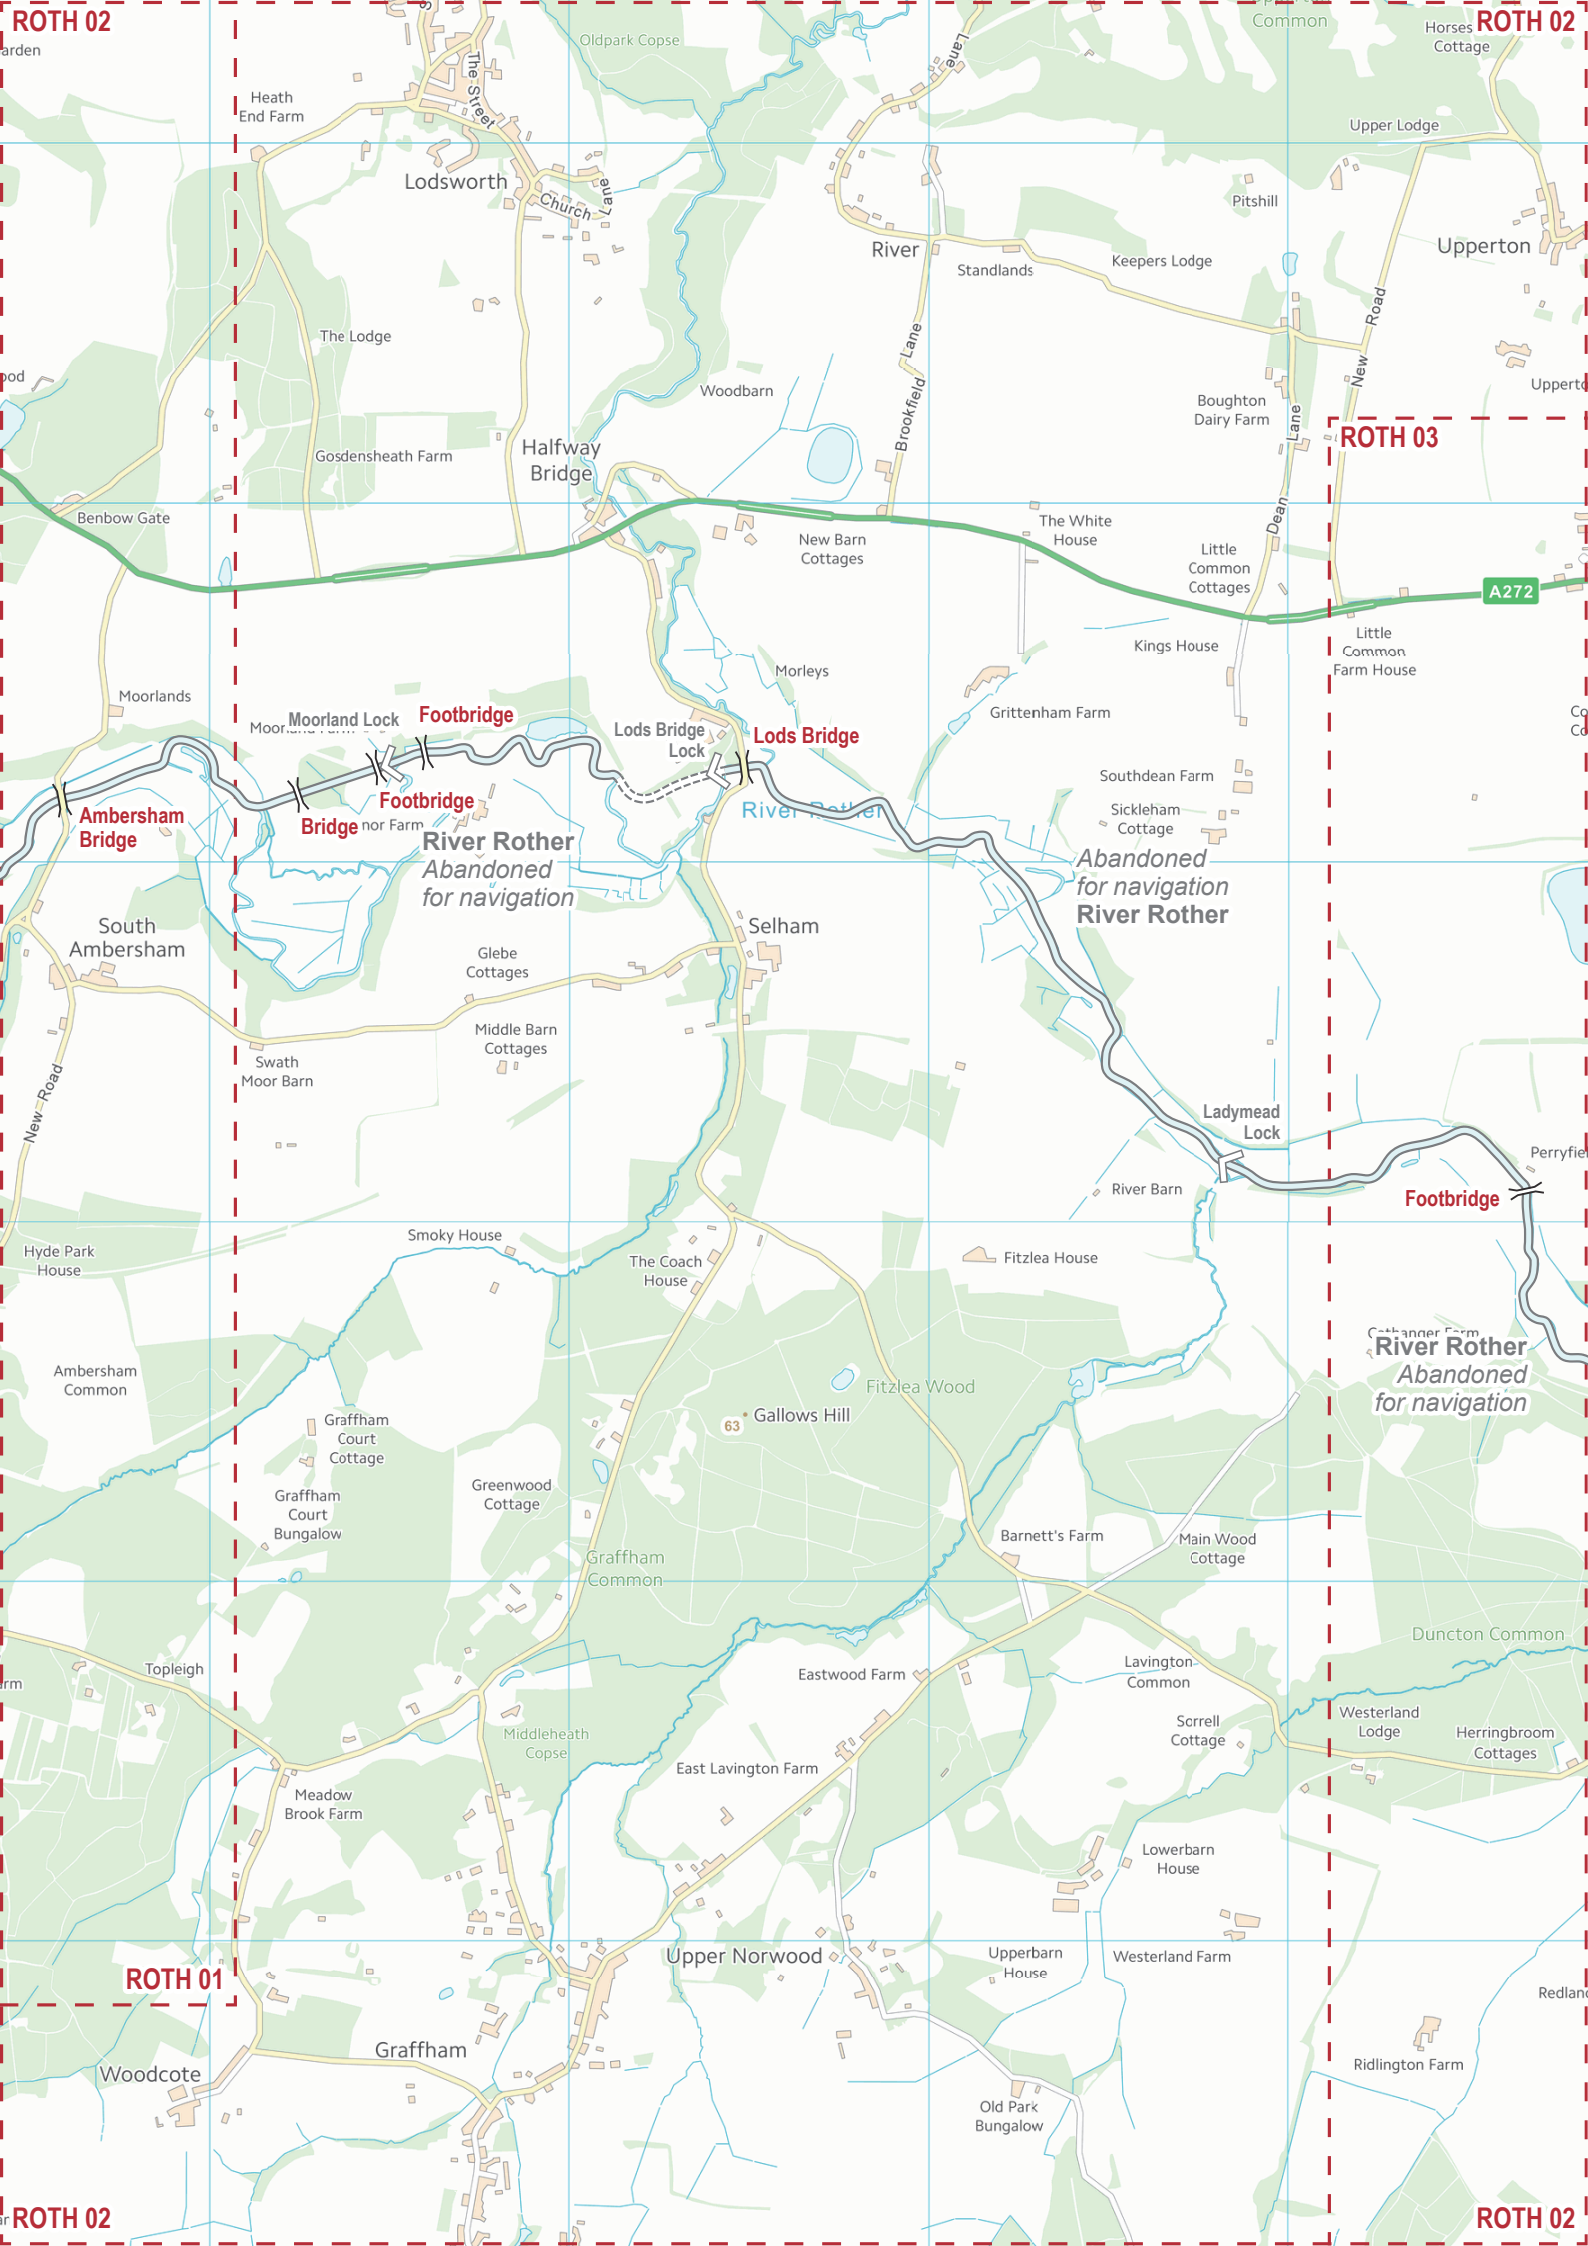 ROTH 02
ROTH 02
Common
Horses
Cottage
Oldpark Copse
Lane
The Street
Heath
End Farm
Upper Lodge
Lodsworth
Church
Lane
Pitshill
River
Upperton
Standlands
Keepers Lodge
The Lodge
New
Road
Brookfield
Lane
Woodbarn
Boughton
Dairy Farm
Lane
ROTH 03
Halfway
Bridge
Gosdensheath Farm
Benbow Gate
Dean
The White
House
New Barn
Cottages
Little
Common
Cottages
A272
Little
Common
Farm House
Kings House
Morleys
Moorlands
Moorland Lock
Footbridge
Lods Bridge
Lock
Lods Bridge
Grittenham Farm
Southdean Farm
Footbridge
Ambersham
Bridge
Bridge
River Rother
Sickleham
Cottage
River Rother
Abandoned
for navigation
Abandoned
for navigation
River Rother
South
Ambersham
Selham
Glebe
Cottages
Middle Barn
Cottages
Swath
Moor Barn
New Road
Ladymead
Lock
River Barn
Footbridge
Smoky House
Hyde Park
House
The Coach
House
Fitzlea House
Cathanger Farm
River Rother
Abandoned
for navigation
Ambersham
Common
Fitzlea Wood
63
Gallows Hill
Graffham
Court
Cottage
Greenwood
Cottage
Graffham
Court
Bungalow
Barnett's Farm
Main Wood
Cottage
Graffham
Common
Duncton Common
Topleigh
Eastwood Farm
Lavington
Common
Westerland
Lodge
Sorrell
Cottage
Herringbroom
Cottages
Middleheath
Copse
East Lavington Farm
Meadow
Brook Farm
Lowerbarn
House
Upper Norwood
Upperbarn
House
Westerland Farm
ROTH 01
Graffham
Woodcote
Ridlington Farm
Old Park
Bungalow
ROTH 02
ROTH 02